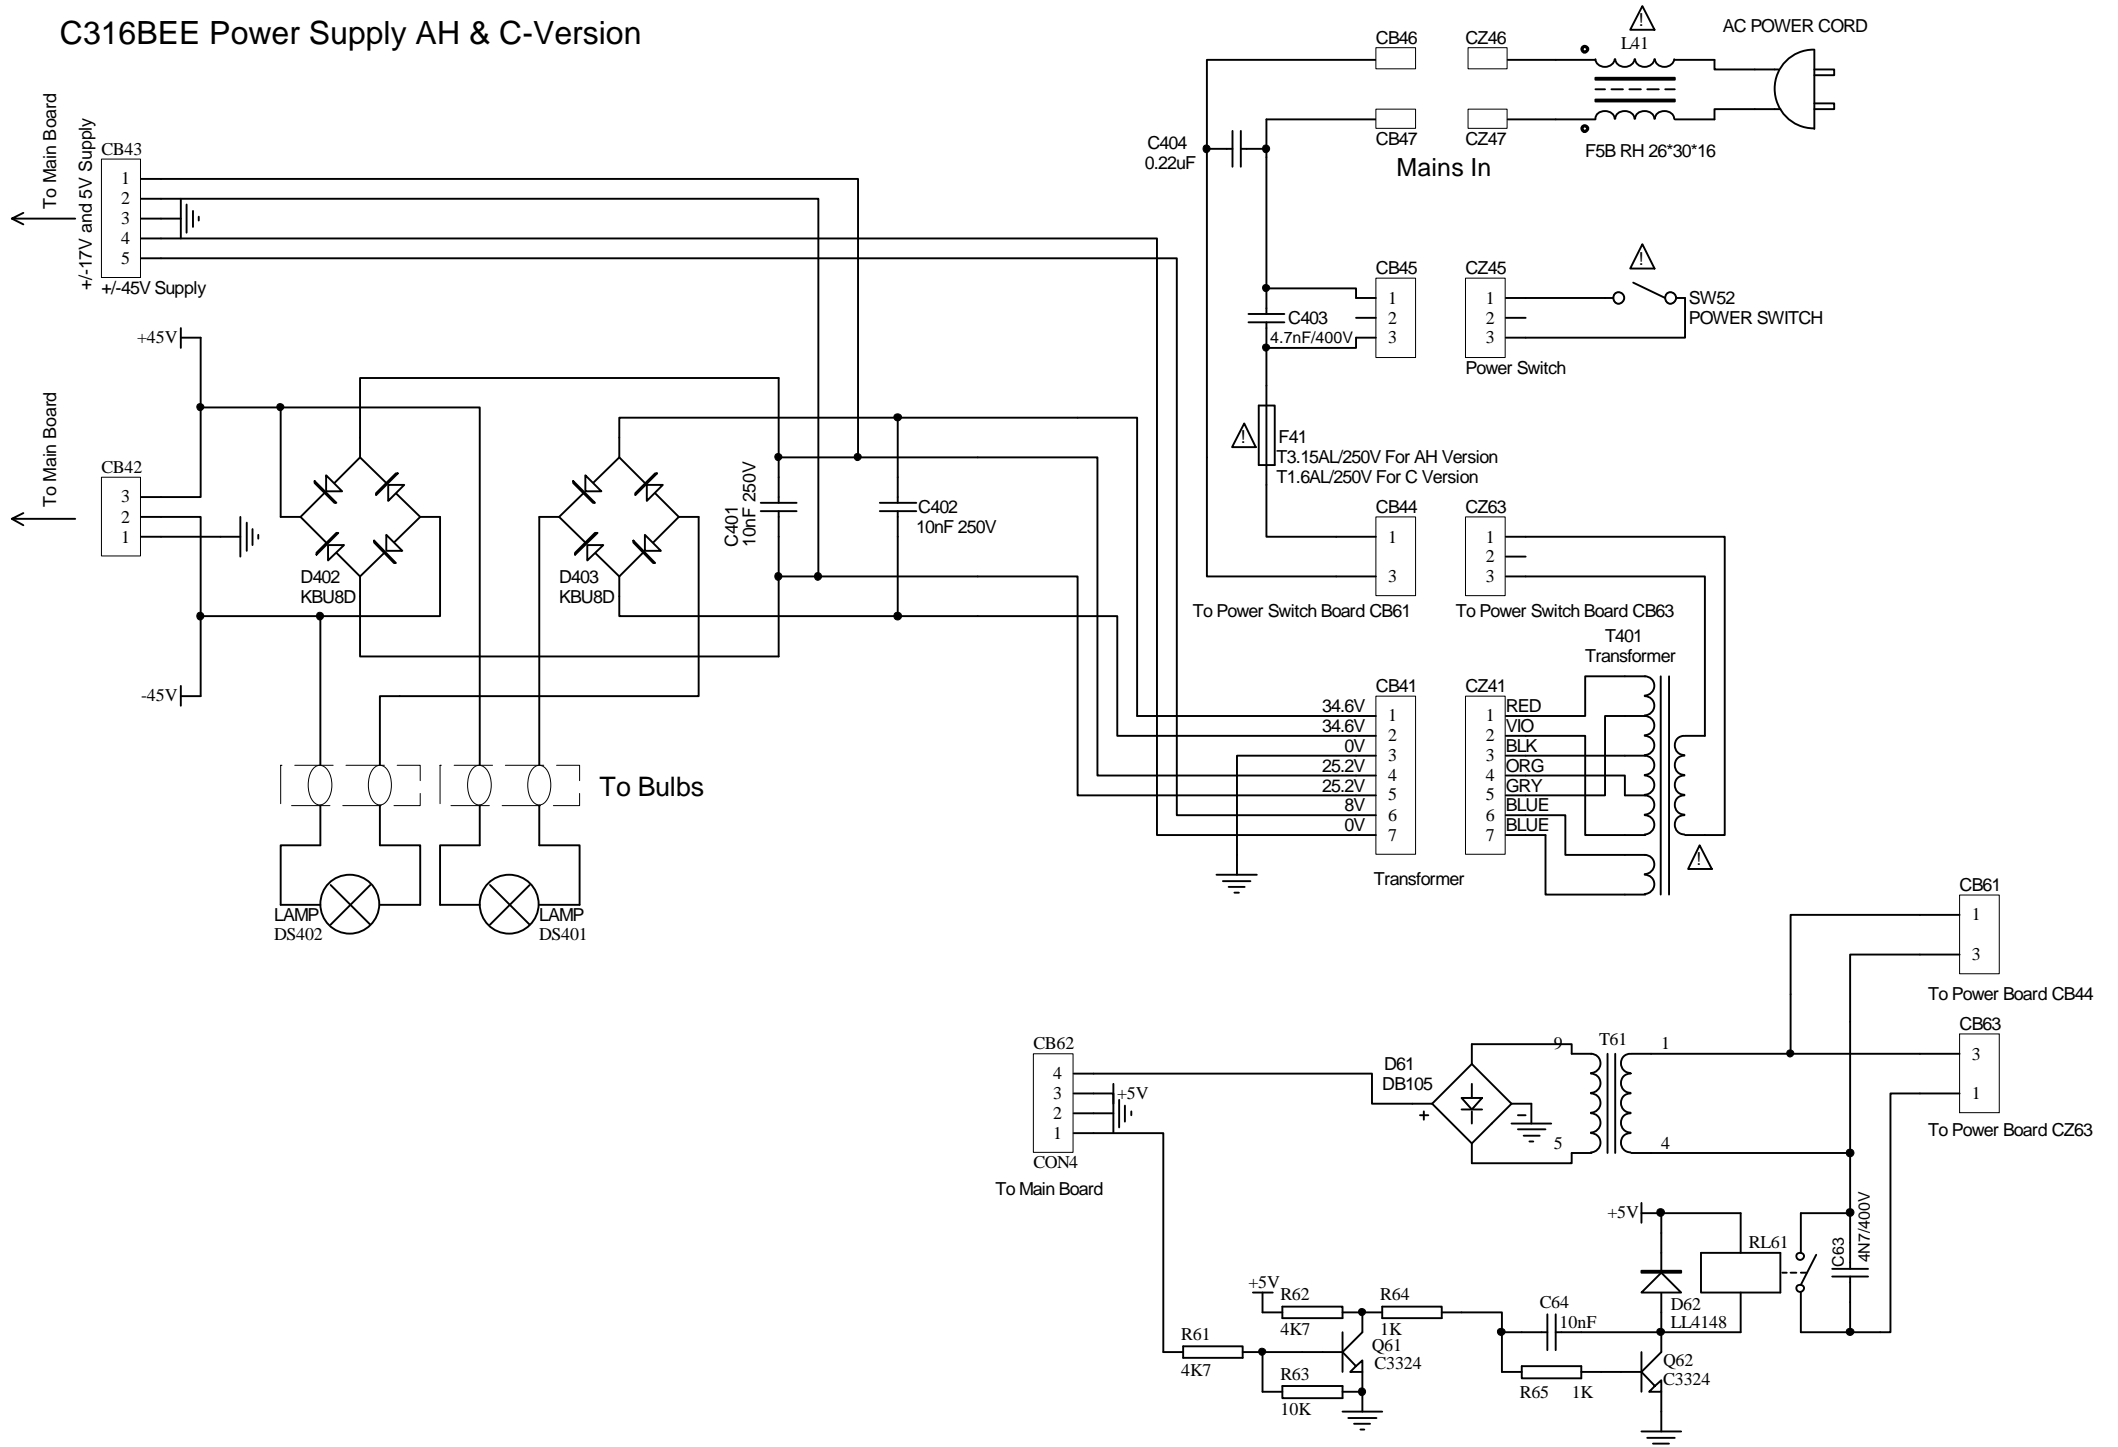 C316BEE Power Supply AH & C-Version
To Main Board
+/-17V and 5V Supply
CB43
1
2
3
4
5
+/-45V Supply
+45V
To Main Board
CB42
3
2
1
-45V
D402
KBU8D
D403
KBU8D
C401
10nF 250V
C402
10nF 250V
To Bulbs
LAMP
DS402
LAMP
DS401
CB46
CZ46
!
L41
AC POWER CORD
CB47
CZ47
F5B RH 26*30*16
Mains In
C404
0.22uF
CB45
1
2
3
CZ45
1
2
3
Power Switch
!
SW52
POWER SWITCH
C403
4.7nF/400V
!
F41
T3.15AL/250V For AH Version
T1.6AL/250V For C Version
CB44
1
3
To Power Switch Board CB61
CZ63
1
2
3
To Power Switch Board CB63
T401
Transformer
CB41
34.6V 1
34.6V 2
0V 3
25.2V 4
25.2V 5
8V 6
0V 7
Transformer
CZ41
1 RED
2 VIO
3 BLK
4 ORG
5 GRY
6 BLUE
7 BLUE
!
CB61
1
3
To Power Board CB44
CB63
3
1
To Power Board CZ63
CB62
4
3
2
1
+5V
CON4
To Main Board
D61
DB105
+
-
9
5
T61
1
4
+5V
RL61
C63
4N7/400V
D62
LL4148
+5V
R62
4K7
R64
1K
C64
10nF
R61
4K7
Q61
C3324
R63
10K
R65 1K
Q62
C3324